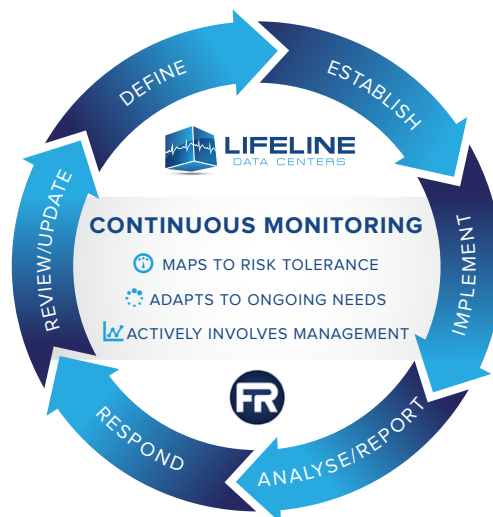 DEFINE
ESTABLISH
IMPLEMENT
ANALYSE/REPORT
RESPOND
REVIEW/UPDATE
LIFELINE
DATA CENTERS
CONTINUOUS MONITORING
MAPS TO RISK TOLERANCE
ADAPTS TO ONGOING NEEDS
ACTIVELY INVOLVES MANAGEMENT
FR